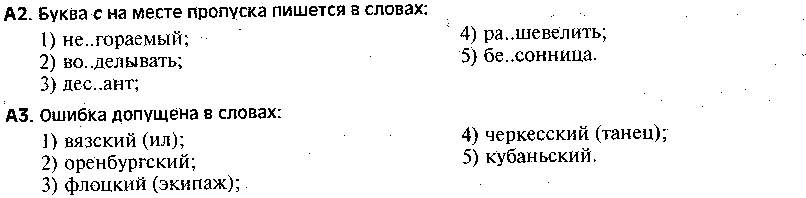 А2. Буква с на месте пропуска пишется в словах:
1) не..гораемый;
2) во..делывать;
3) дес..ант;
4) ра..шевелить;
5) бе..сонница.
А3. Ошибка допущена в словах:
1) вязский (ил);
2) оренбургский;
3) флоцкий (экипаж);
4) черкесский (танец);
5) кубаньский.